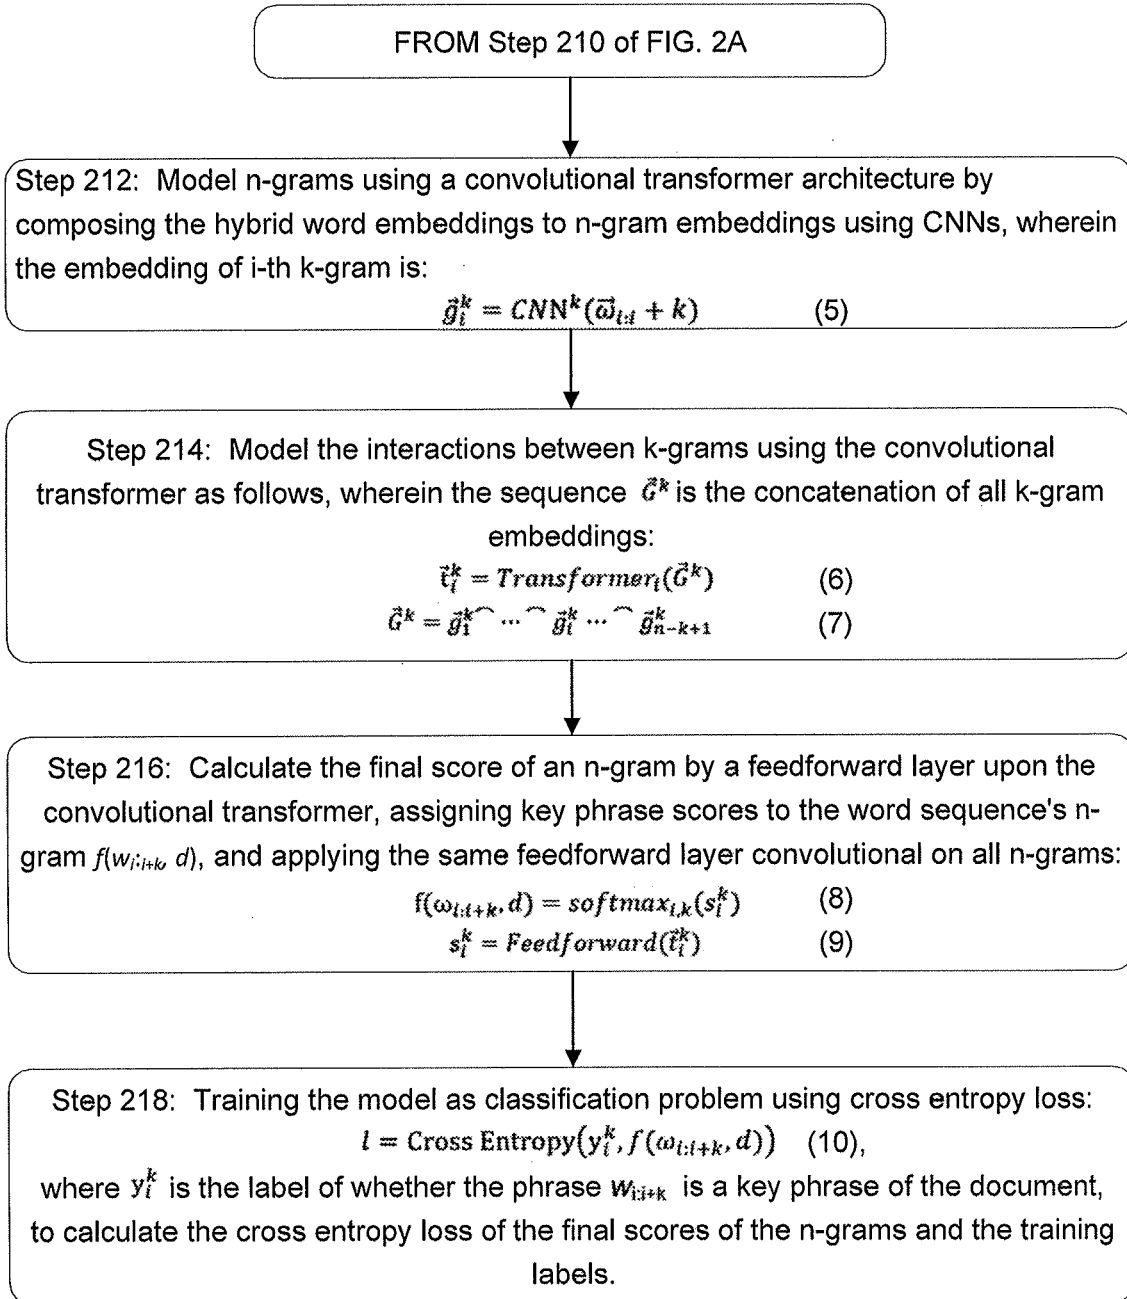 FROM Step 210 of FIG. 2A
Step 212: Model n-grams using a convolutional transformer architecture by
composing the hybrid word embeddings to n-gram embeddings using CNNs, wherein
the embedding of i-th k-gram is:
g⃗ᵢᵏ = CNNᵏ(ω⃗ᵢ:ᵢ + k) (5)
Step 214: Model the interactions between k-grams using the convolutional
transformer as follows, wherein the sequence G⃗ᵏ is the concatenation of all k-gram
embeddings:
t⃗ᵢᵏ = Transformerᵢ(G⃗ᵏ) (6)
G⃗ᵏ = g⃗₁ᵏ⌒ ... ⌒ g⃗ᵢᵏ ... ⌒ g⃗ₙ₋ₖ₊₁ᵏ (7)
Step 216: Calculate the final score of an n-gram by a feedforward layer upon the
convolutional transformer, assigning key phrase scores to the word sequence's n-
gram f(wᵢ:ᵢ₊ₖ, d), and applying the same feedforward layer convolutional on all n-grams:
f(ωᵢ:ᵢ₊ₖ, d) = softmaxᵢ,ₖ(sᵢᵏ) (8)
sᵢᵏ = Feedforward(t⃗ᵢᵏ) (9)
Step 218: Training the model as classification problem using cross entropy loss:
l = Cross Entropy(yᵢᵏ, f(ωᵢ:ᵢ₊ₖ, d)) (10),
where yᵢᵏ is the label of whether the phrase wᵢ:ᵢ₊ₖ is a key phrase of the document,
to calculate the cross entropy loss of the final scores of the n-grams and the training
labels.